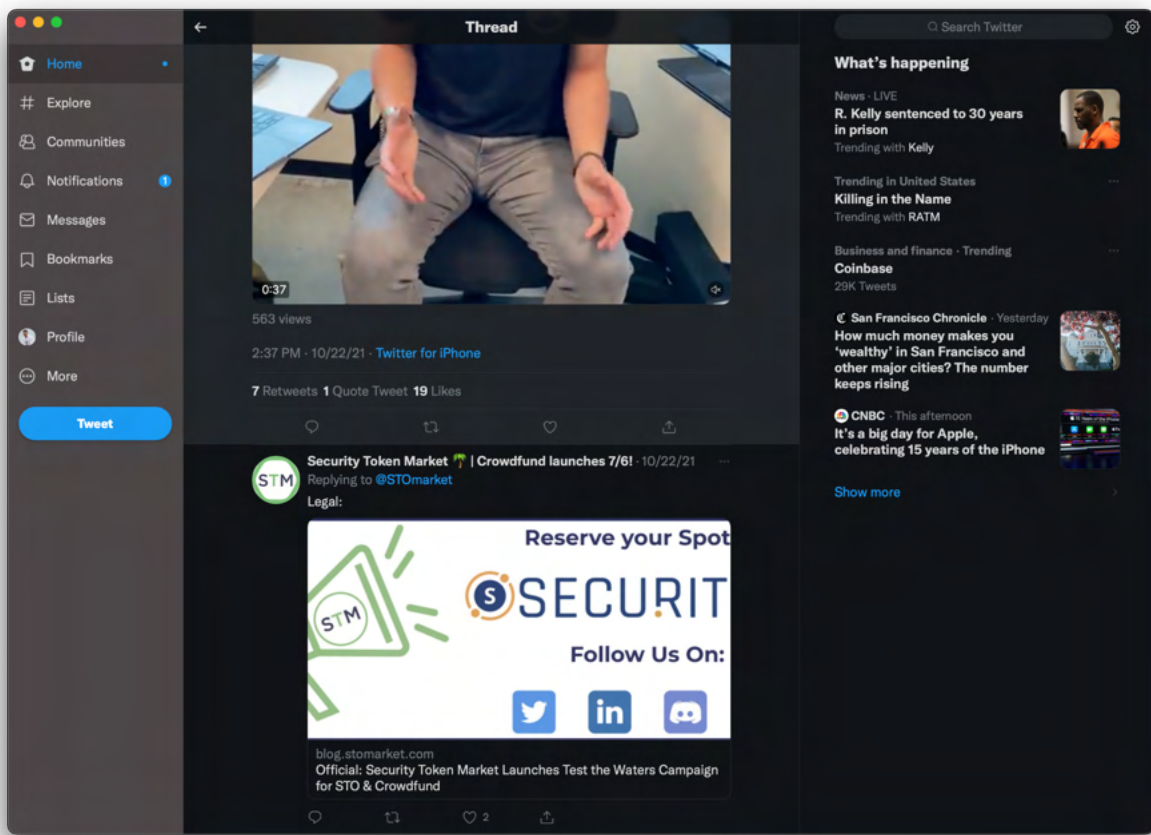 Home
Explore
Communities
Notifications 1
Messages
Bookmarks
Lists
Profile
More
Tweet
Thread
0:37
563 views
2:37 PM · 10/22/21 · Twitter for iPhone
7 Retweets 1 Quote Tweet 19 Likes
STM
Security Token Market 🌴 | Crowdfund launches 7/6! · 10/22/21
Replying to @STOmarket
Legal:
Reserve your Spot
S SECURIT
STM
Follow Us On:
in
blog.stomarket.com
Official: Security Token Market Launches Test the Waters Campaign
for STO & Crowdfund
2
Search Twitter
What's happening
News · LIVE
R. Kelly sentenced to 30 years
in prison
Trending with Kelly
Trending in United States
Killing in the Name
Trending with RATM
Business and finance · Trending
Coinbase
29K Tweets
San Francisco Chronicle · Yesterday
How much money makes you
'wealthy' in San Francisco and
other major cities? The number
keeps rising
CNBC · This afternoon
It's a big day for Apple,
celebrating 15 years of the iPhone
Show more